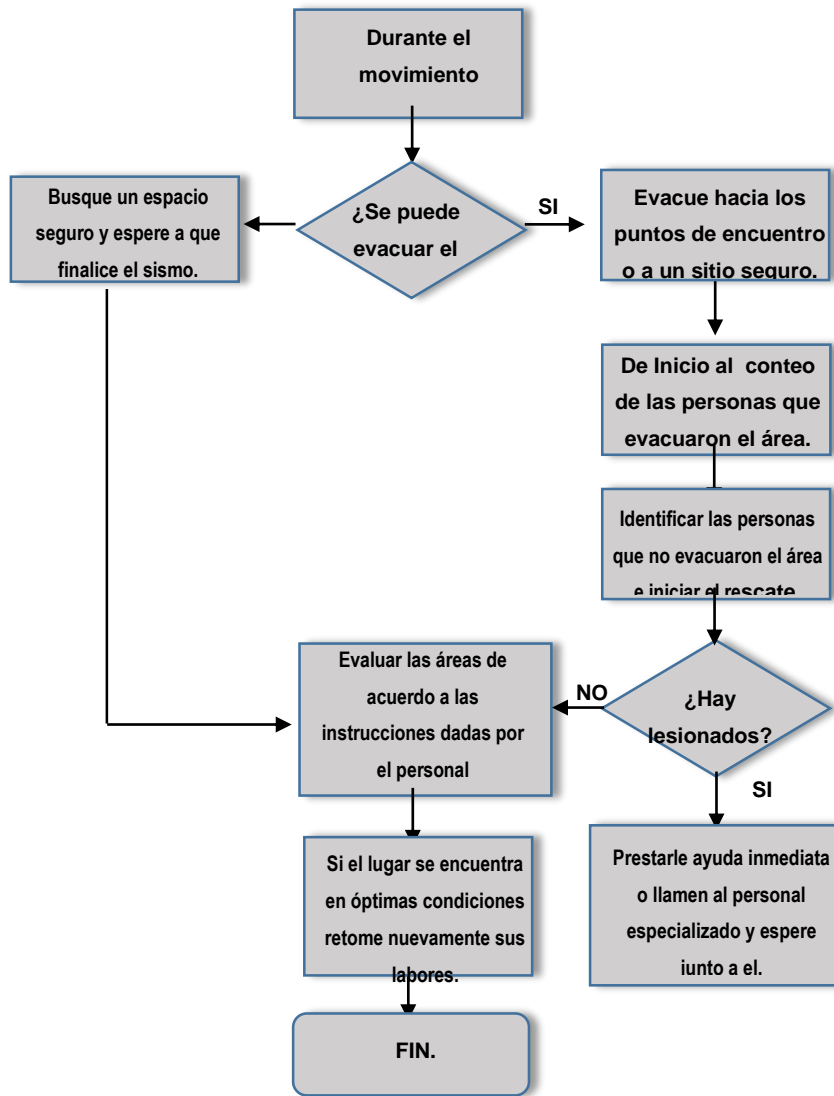 Durante el
movimiento
¿Se puede
evacuar el
Busque un espacio
seguro y espere a que
finalice el sismo.
SI
Evacue hacia los
puntos de encuentro
o a un sitio seguro.
De Inicio al conteo
de las personas que
evacuaron el área.
Identificar las personas
que no evacuaron el área
e iniciar el rescate
¿Hay
lesionados?
NO
SI
Evaluar las áreas de
acuerdo a las
instrucciones dadas por
el personal
Prestarle ayuda inmediata
o llamen al personal
especializado y espere
junto a el.
Si el lugar se encuentra
en óptimas condiciones
retome nuevamente sus
labores.
FIN.